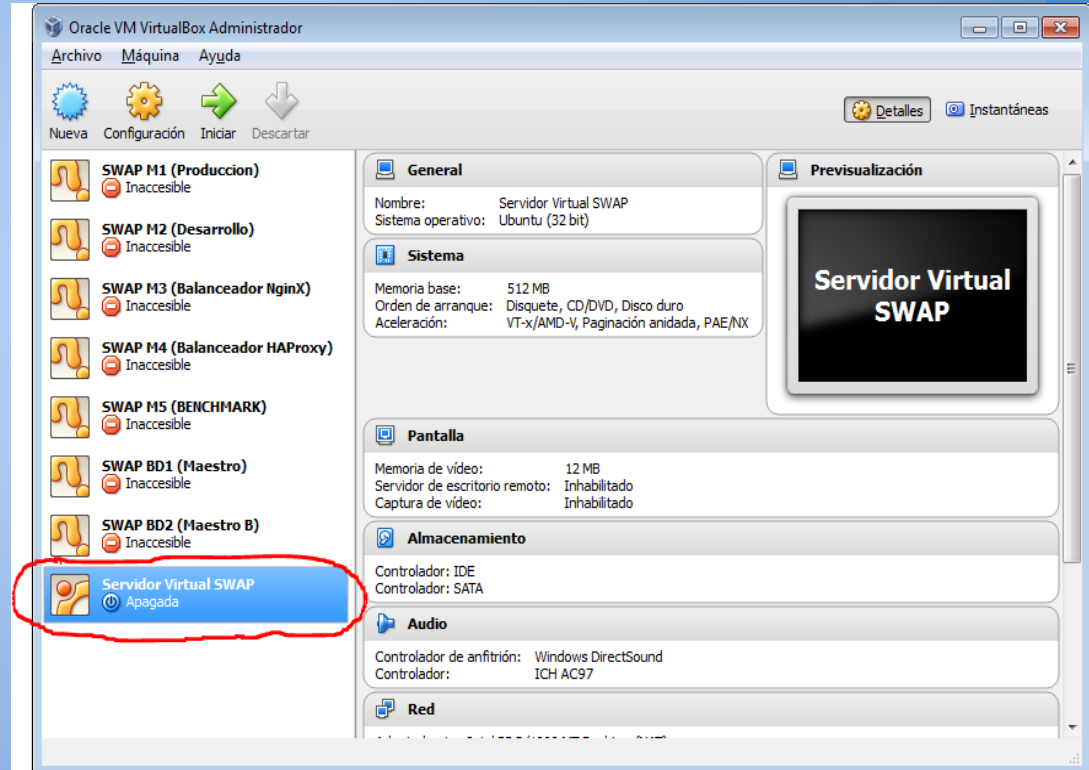 Oracle VM VirtualBox Administrador
Archivo Máquina Ayuda
Nueva Configuración Iniciar Descartar
Detalles Instantáneas
SWAP M1 (Produccion)
Inaccesible
SWAP M2 (Desarrollo)
Inaccesible
SWAP M3 (Balanceador NginX)
Inaccesible
SWAP M4 (Balanceador HAProxy)
Inaccesible
SWAP M5 (BENCHMARK)
Inaccesible
SWAP BD1 (Maestro)
Inaccesible
SWAP BD2 (Maestro B)
Inaccesible
Servidor Virtual SWAP
Apagada
General
Nombre: Servidor Virtual SWAP
Sistema operativo: Ubuntu (32 bit)
Sistema
Memoria base: 512 MB
Orden de arranque: Disquete, CD/DVD, Disco duro
Aceleración: VT-x/AMD-V, Paginación anidada, PAE/NX
Previsualización
Servidor Virtual
SWAP
Pantalla
Memoria de vídeo: 12 MB
Servidor de escritorio remoto: Inhabilitado
Captura de vídeo: Inhabilitado
Almacenamiento
Controlador: IDE
Controlador: SATA
Audio
Controlador de anfitrión: Windows DirectSound
Controlador: ICH AC97
Red